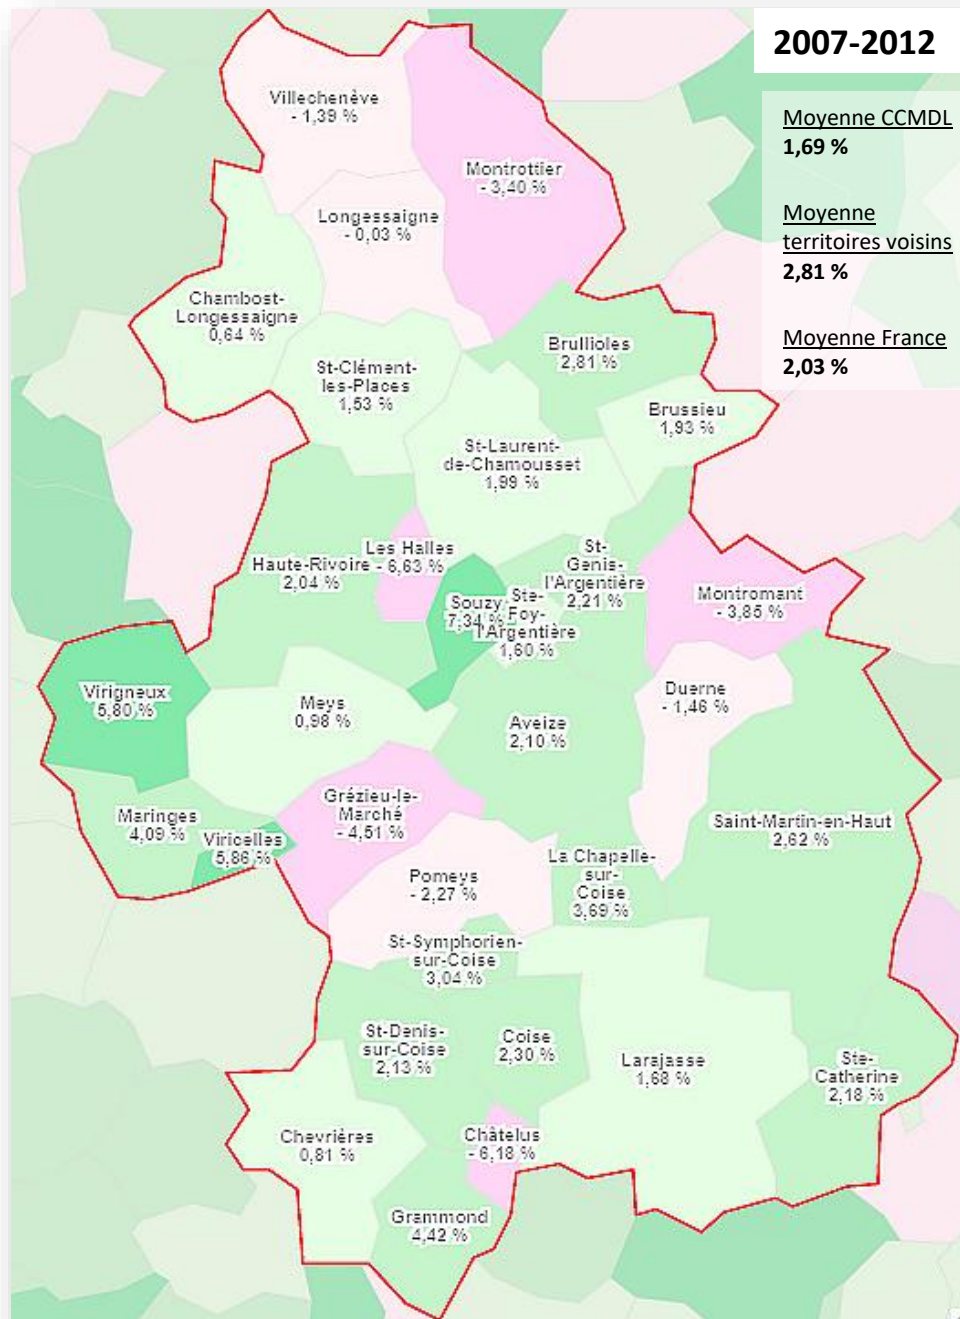 2007-2012
Moyenne CCMDL
1,69 %
Moyenne
territoires voisins
2,81 %
Moyenne France
2,03 %
Villechenève
- 1,39 %
Montrottier
- 3,40 %
Longessaigne
- 0,03 %
Chambost-
Longessaigne
0,64 %
St-Clément-
les-Places
1,53 %
Brullioles
2,81 %
Brussieu
1,93 %
St-Laurent-
de-Chamousset
1,99 %
Haute-Rivoire
2,04 %
Les Halles
- 6,63 %
Souzy
7,34 %
Ste-
Foy-
l'Argentière
1,60 %
St-
Genis-
l'Argentière
2,21 %
Montromant
- 3,85 %
Virigneux
5,80 %
Meys
0,98 %
Aveize
2,10 %
Duerne
- 1,46 %
Maringes
4,09 %
Viricelles
5,86 %
Grézieu-le-
Marché
- 4,51 %
Saint-Martin-en-Haut
2,62 %
Pomeys
- 2,27 %
La Chapelle-
sur-
Coise
3,69 %
St-Symphorien-
sur-Coise
3,04 %
St-Denis-
sur-Coise
2,13 %
Coise
2,30 %
Larajasse
1,68 %
Ste-
Catherine
2,18 %
Chevrières
0,81 %
Châtelus
- 6,18 %
Grammond
4,42 %